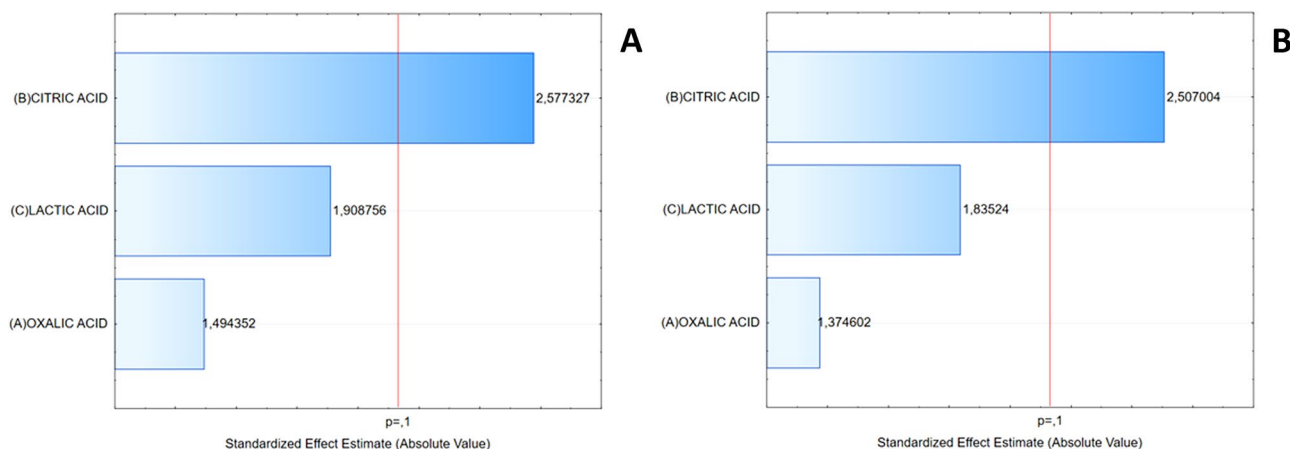 A
(B)CITRIC ACID
2,577327
(C)LACTIC ACID
1,908756
(A)OXALIC ACID
1,494352
p=,1
Standardized Effect Estimate (Absolute Value)
B
(B)CITRIC ACID
2,507004
(C)LACTIC ACID
1,83524
(A)OXALIC ACID
1,374602
p=,1
Standardized Effect Estimate (Absolute Value)